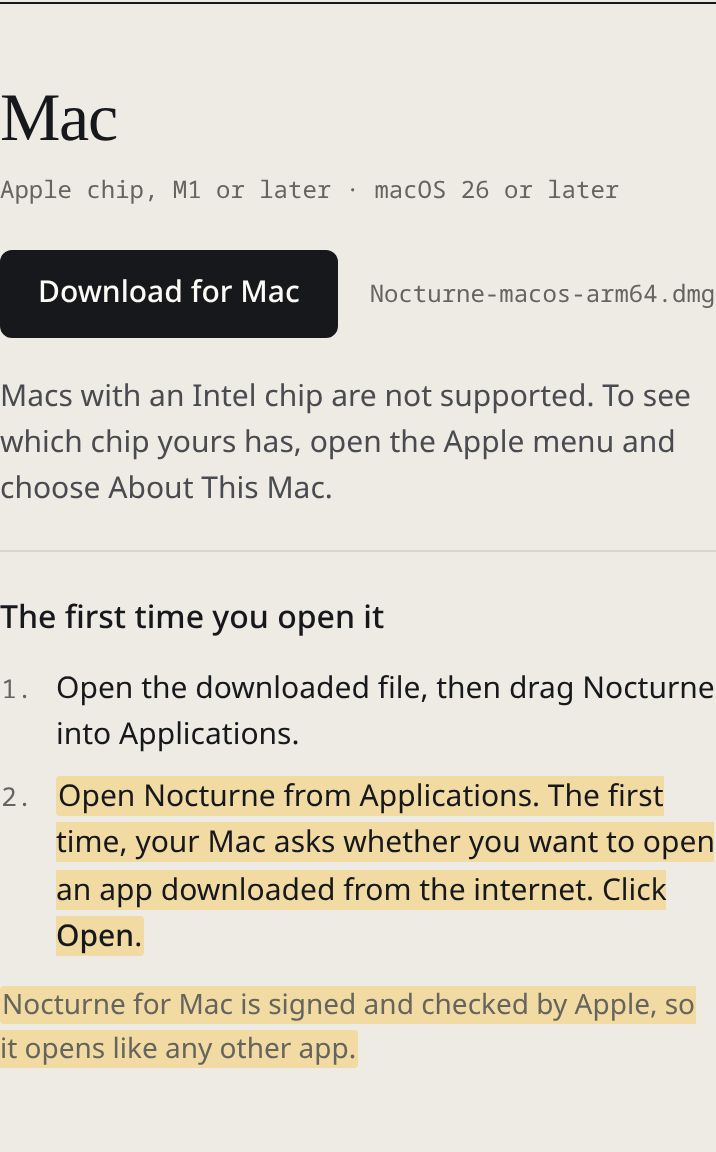 Mac
Apple chip, M1 or later · macOS 26 or later
Download for Mac
Nocturne-macos-arm64.dmg
Macs with an Intel chip are not supported. To see
which chip yours has, open the Apple menu and
choose About This Mac.
The first time you open it
1. Open the downloaded file, then drag Nocturne
into Applications.
2. Open Nocturne from Applications. The first
time, your Mac asks whether you want to open
an app downloaded from the internet. Click
Open.
Nocturne for Mac is signed and checked by Apple, so
it opens like any other app.